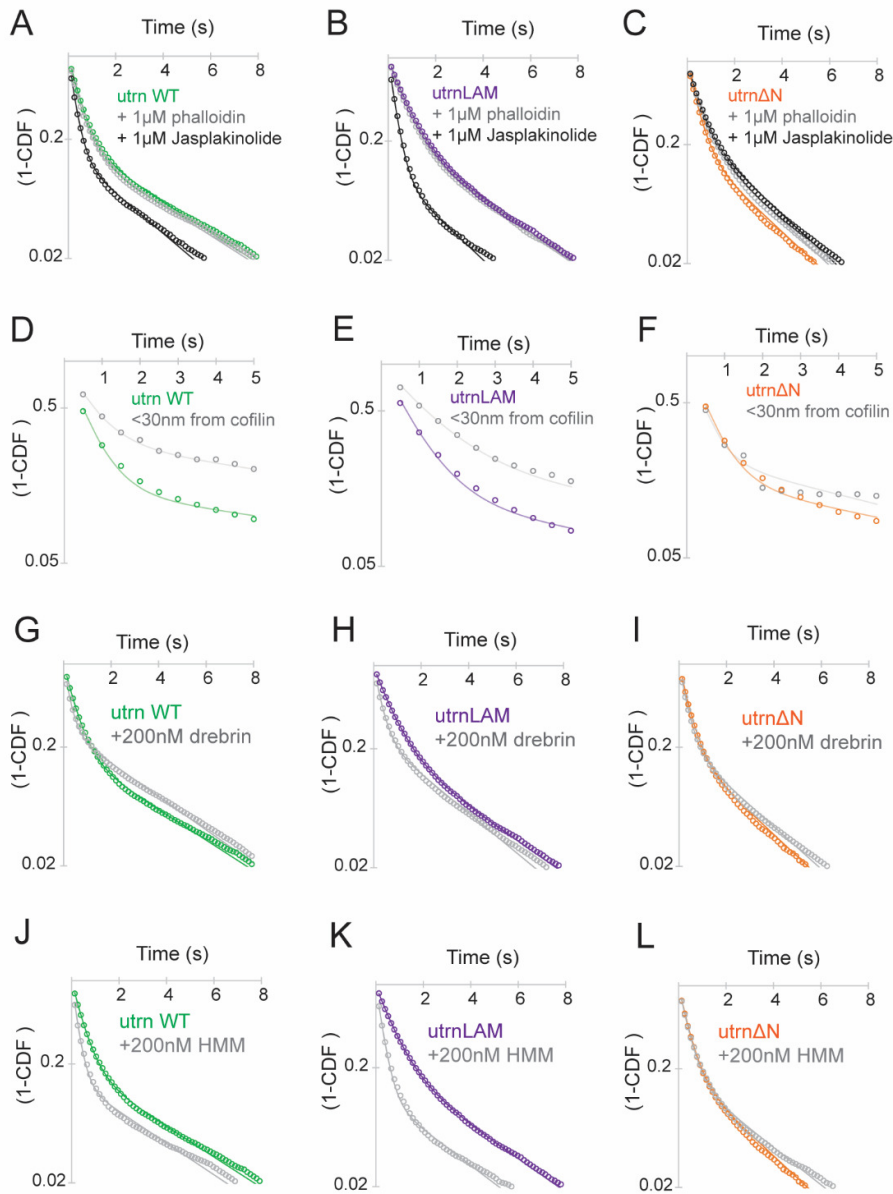 A
Time (s)
2 4 6 8
utrn WT
+ 1μM phalloidin
+ 1μM Jasplakinolide
0.2
(1-CDF )
0.02
B
Time (s)
2 4 6 8
utrnLAM
+ 1μM phalloidin
+ 1μM Jasplakinolide
0.2
(1-CDF )
0.02
C
Time (s)
2 4 6 8
utrnΔN
+ 1μM phalloidin
+ 1μM Jasplakinolide
0.2
(1-CDF )
0.02
D
Time (s)
1 2 3 4 5
utrn WT
<30nm from cofilin
0.5
(1-CDF )
0.05
E
Time (s)
1 2 3 4 5
utrnLAM
<30nm from cofilin
0.5
(1-CDF )
0.05
F
Time (s)
1 2 3 4 5
utrnΔN
<30nm from cofilin
0.5
(1-CDF )
0.05
G
Time (s)
2 4 6 8
utrn WT
+200nM drebrin
0.2
(1-CDF )
0.02
H
Time (s)
2 4 6 8
utrnLAM
+200nM drebrin
0.2
(1-CDF )
0.02
I
Time (s)
2 4 6 8
utrnΔN
+200nM drebrin
0.2
(1-CDF )
0.02
J
Time (s)
2 4 6 8
utrn WT
+200nM HMM
0.2
(1-CDF )
0.02
K
Time (s)
2 4 6 8
utrnLAM
+200nM HMM
0.2
(1-CDF )
0.02
L
Time (s)
2 4 6 8
utrnΔN
+200nM HMM
0.2
(1-CDF )
0.02